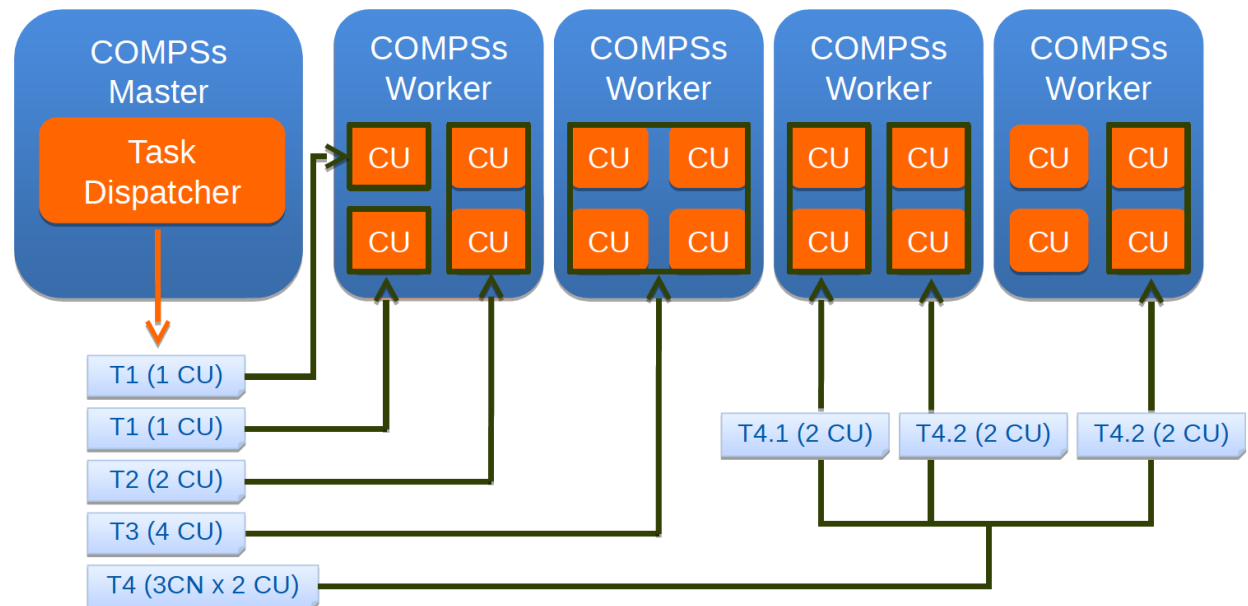 COMPSs
Master
Task
Dispatcher
COMPSs
Worker
CU
CU
CU
CU
COMPSs
Worker
CU
CU
CU
CU
COMPSs
Worker
CU
CU
CU
CU
COMPSs
Worker
CU
CU
CU
CU
T1 (1 CU)
T1 (1 CU)
T2 (2 CU)
T3 (4 CU)
T4 (3CN x 2 CU)
T4.1 (2 CU)
T4.2 (2 CU)
T4.2 (2 CU)